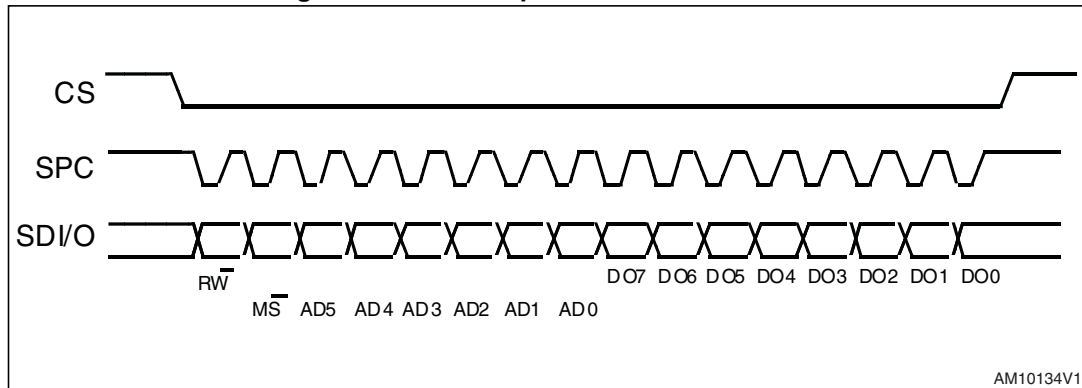 CS
SPC
SDI/O
RW DO7 DO6 DO5 DO4 DO3 DO2 DO1 DO0
MS AD5 AD4 AD3 AD2 AD1 AD0
AM10134V1